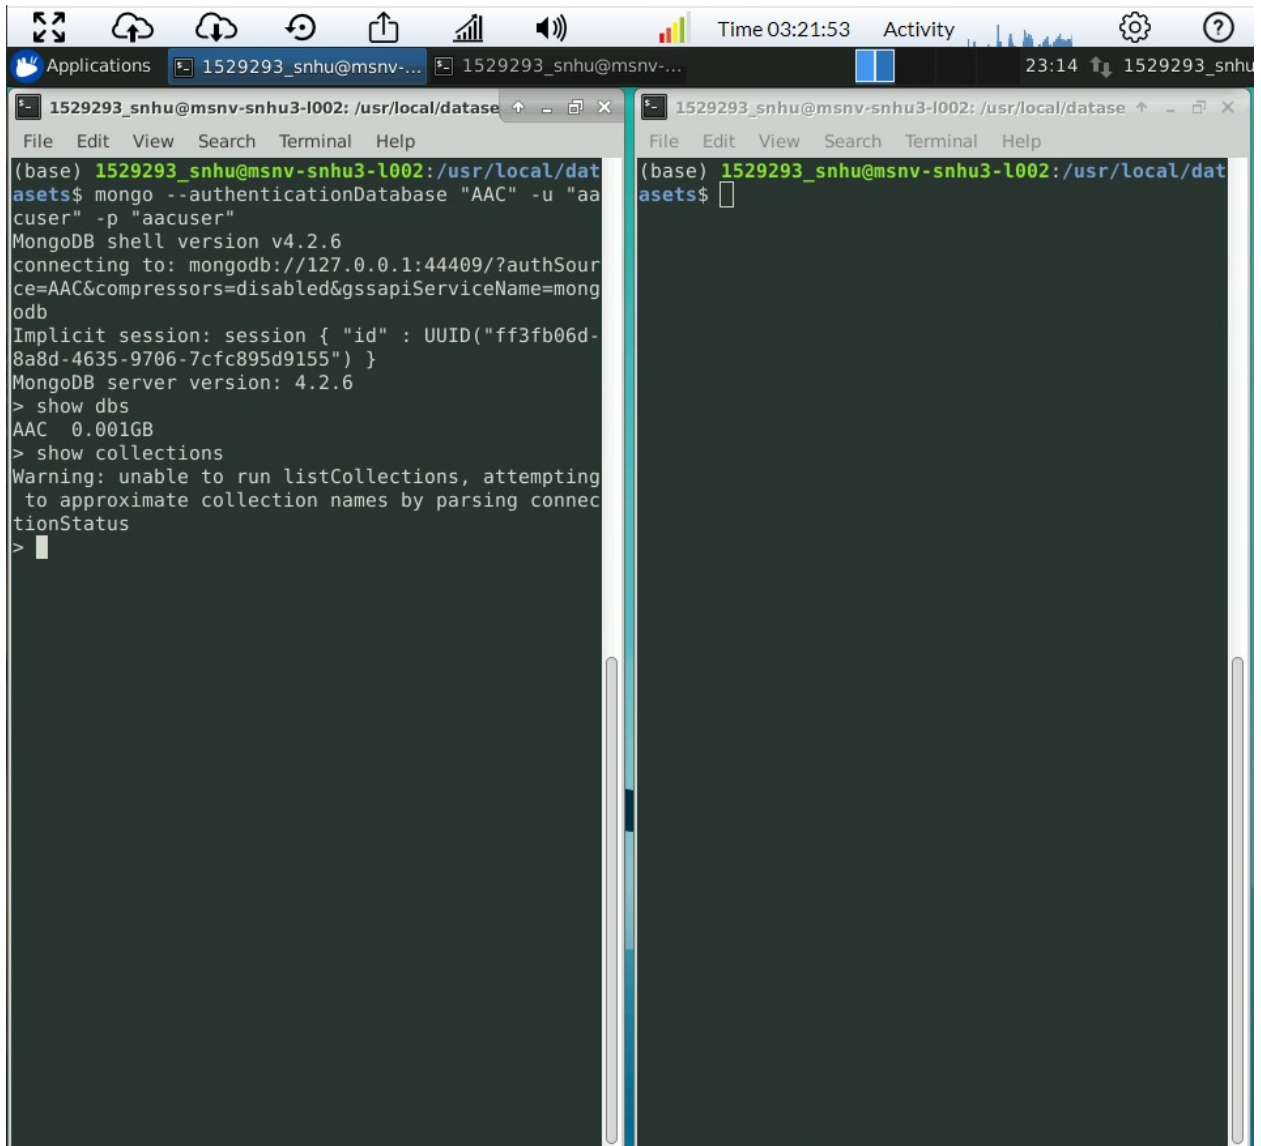 Time 03:21:53 Activity
Applications 1529293_snhu@msnv-... 1529293_snhu@msnv-... 23:14 1529293_snhu
1529293_snhu@msnv-snhu3-l002: /usr/local/datase
File Edit View Search Terminal Help
(base) 1529293_snhu@msnv-snhu3-l002:/usr/local/dat
asets$ mongo --authenticationDatabase "AAC" -u "aa
cuser" -p "aacuser"
MongoDB shell version v4.2.6
connecting to: mongodb://127.0.0.1:44409/?authSour
ce=AAC&compressors=disabled&gssapiServiceName=mong
odb
Implicit session: session { "id" : UUID("ff3fb06d-
8a8d-4635-9706-7cfc895d9155") }
MongoDB server version: 4.2.6
> show dbs
AAC  0.001GB
> show collections
Warning: unable to run listCollections, attempting
 to approximate collection names by parsing connec
tionStatus
>
1529293_snhu@msnv-snhu3-l002: /usr/local/datase
File Edit View Search Terminal Help
(base) 1529293_snhu@msnv-snhu3-l002:/usr/local/dat
asets$